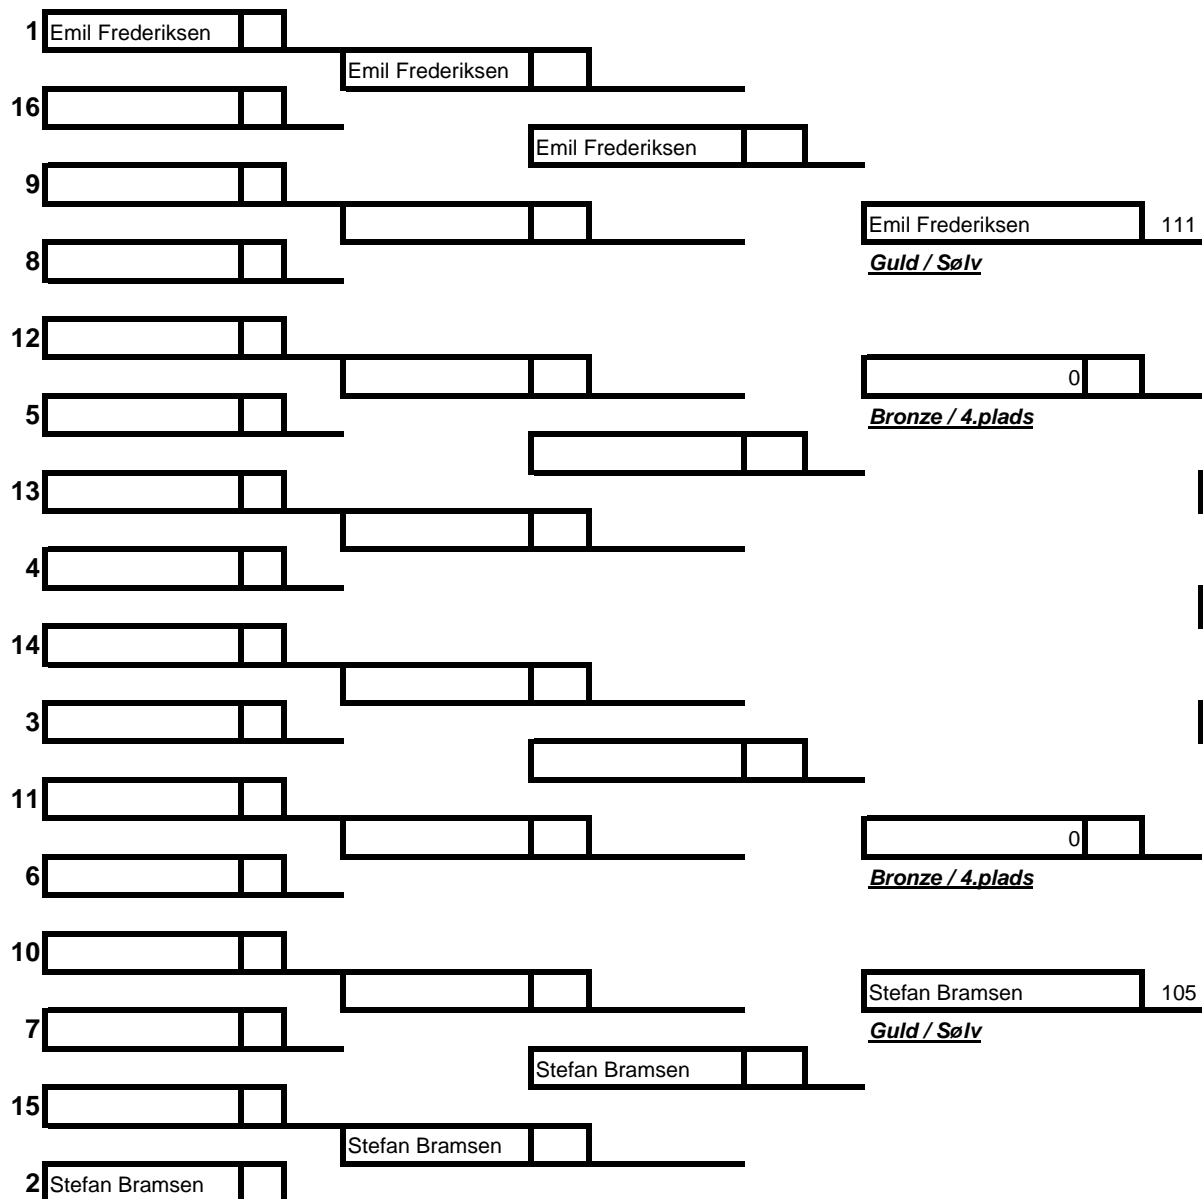 1 Emil Frederiksen
Emil Frederiksen
16
Emil Frederiksen
9
Emil Frederiksen 111
8
Guld / Sølv
12
0
5
Bronze / 4.plads
13
4
14
3
11
0
6
Bronze / 4.plads
10
Stefan Bramsen 105
7
Guld / Sølv
Stefan Bramsen
15
Stefan Bramsen
2 Stefan Bramsen